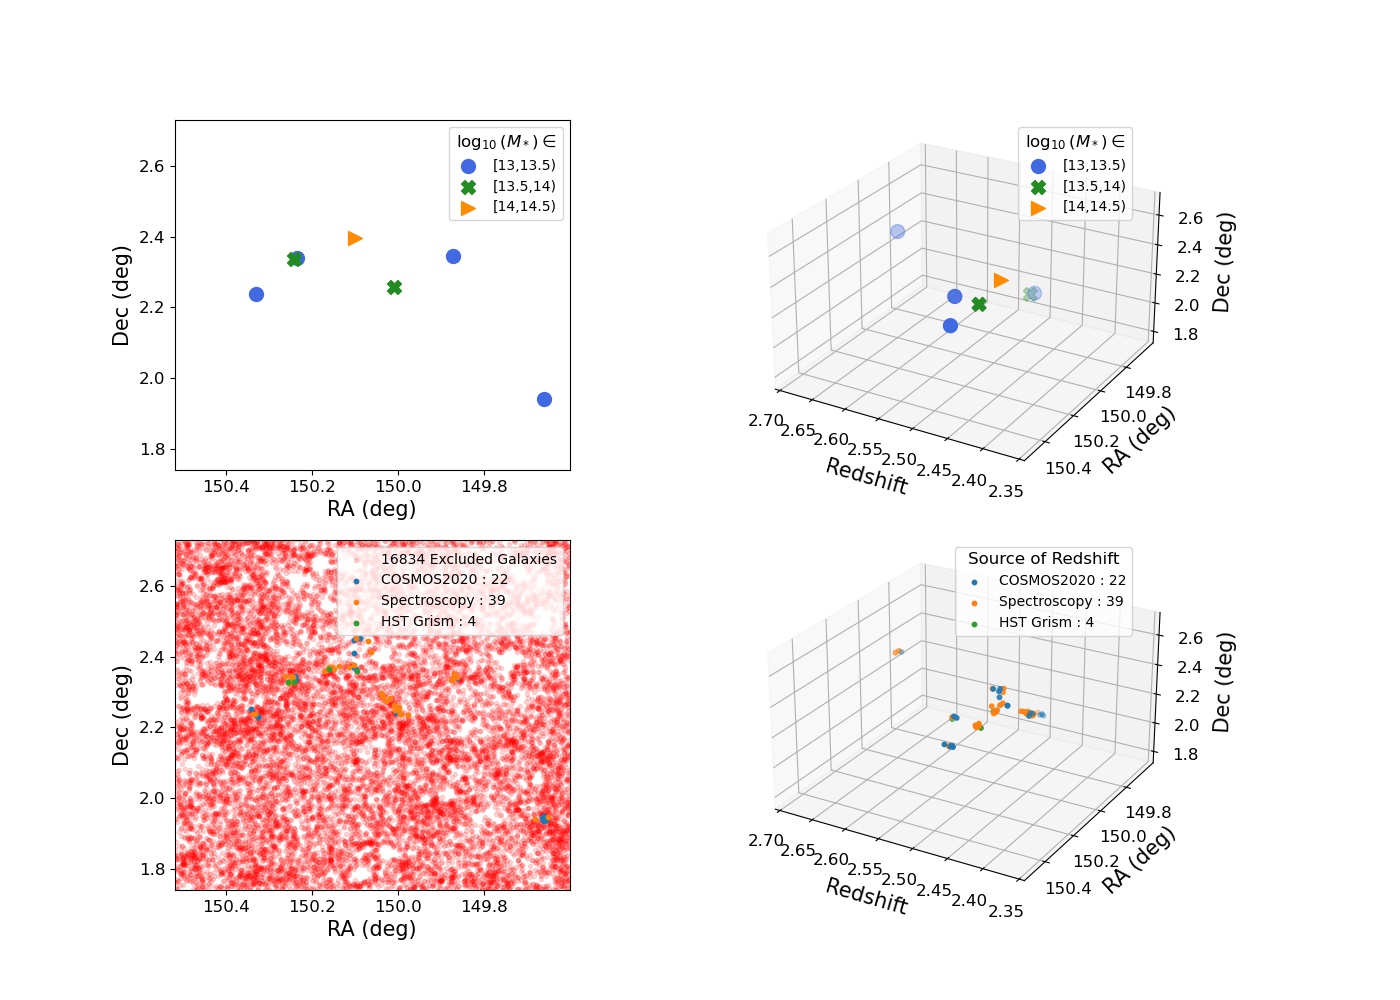 log₁₀ (M*) ∈
[13,13.5)
[13.5,14)
[14,14.5)
2.6
2.4
2.2
2.0
1.8
Dec (deg)
150.4 150.2 150.0 149.8
RA (deg)
log₁₀ (M*) ∈
[13,13.5)
[13.5,14)
[14,14.5)
2.6
2.4
2.2
2.0
1.8
Dec (deg)
149.8
150.0
150.2
150.4
RA (deg)
2.70
2.65
2.60
2.55
2.50
2.45
2.40
2.35
Redshift
16834 Excluded Galaxies
COSMOS2020 : 22
Spectroscopy : 39
HST Grism : 4
2.6
2.4
2.2
2.0
1.8
Dec (deg)
150.4 150.2 150.0 149.8
RA (deg)
Source of Redshift
COSMOS2020 : 22
Spectroscopy : 39
HST Grism : 4
2.6
2.4
2.2
2.0
1.8
Dec (deg)
149.8
150.0
150.2
150.4
RA (deg)
2.70
2.65
2.60
2.55
2.50
2.45
2.40
2.35
Redshift